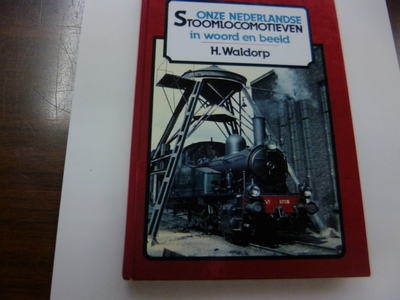 ONZE NEDERLANDSE
STOOMLOCOMOTIEVEN
in woord en beeld
H. Waldorp